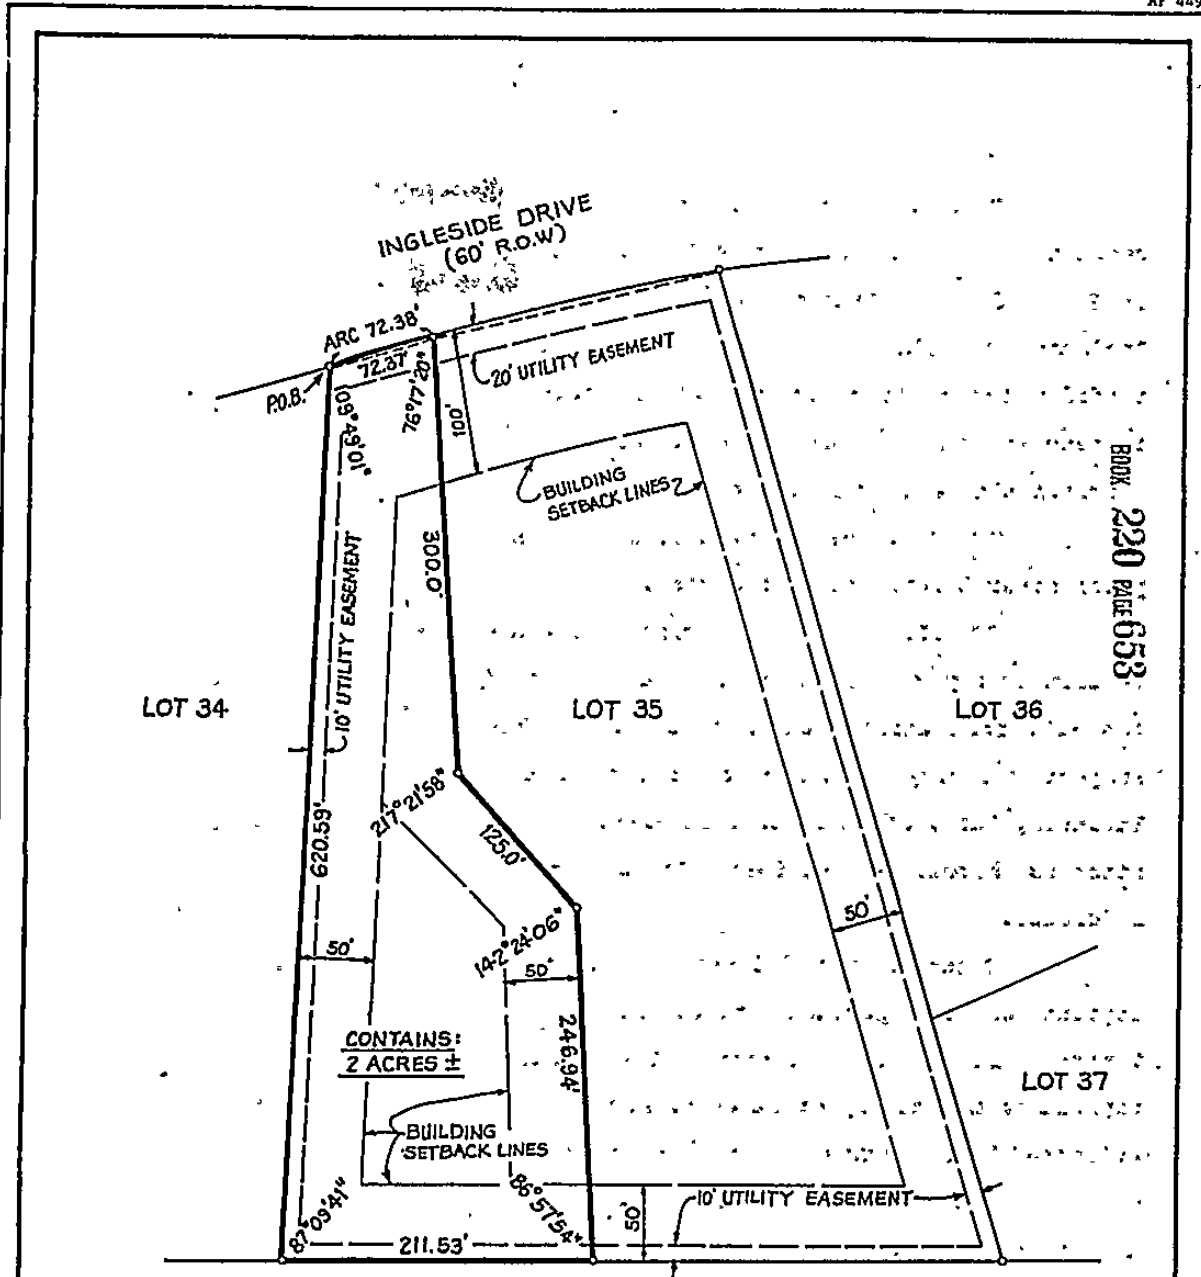 INGLESIDE DRIVE
(60' R.O.W)
ARC 72.38'
72.37'
P.O.B.
109°49'01"
76°17'20"
100'
20' UTILITY EASEMENT
BUILDING
SETBACK LINES
300.0'
10' UTILITY EASEMENT
BOOK 220 PAGE 653
LOT 34
LOT 35
LOT 36
217°21'58"
125.0'
620.59'
142°24'06"
50'
50'
50'
246.94'
CONTAINS:
2 ACRES ±
LOT 37
BUILDING
SETBACK LINES
87°09'41"
86°57'54"
211.53'
50'
10' UTILITY EASEMENT